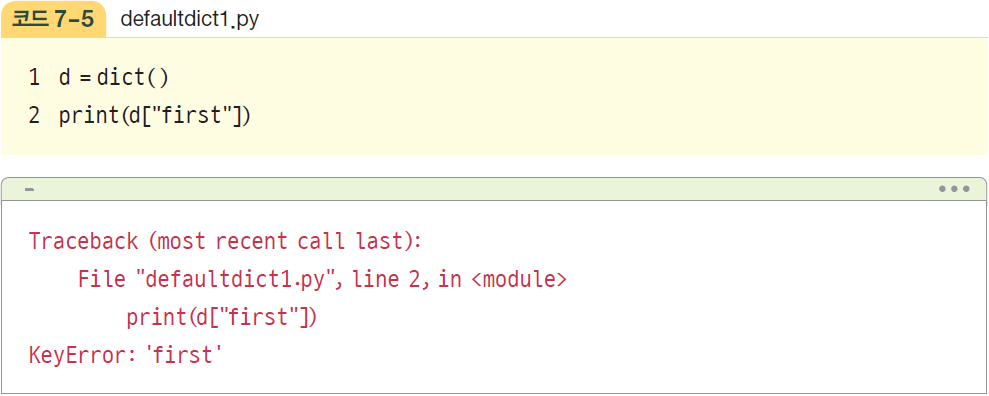 코드 7-5 defaultdict1.py
1 d = dict()
2 print(d["first"])
Traceback (most recent call last):
File "defaultdict1.py", line 2, in <module>
print(d["first"])
KeyError: 'first'